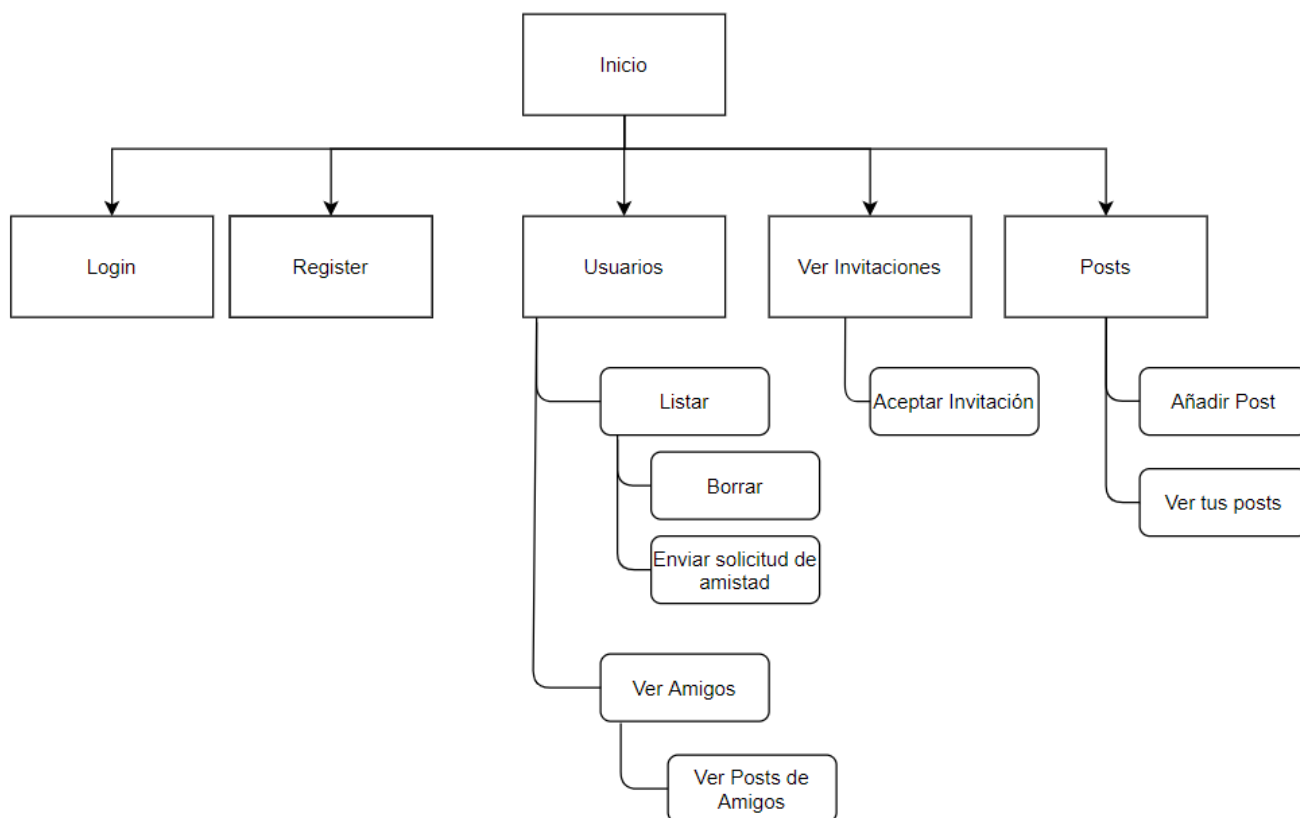 Inicio
Login
Register
Usuarios
Ver Invitaciones
Posts
Listar
Aceptar Invitación
Añadir Post
Borrar
Ver tus posts
Enviar solicitud de
amistad
Ver Amigos
Ver Posts de
Amigos